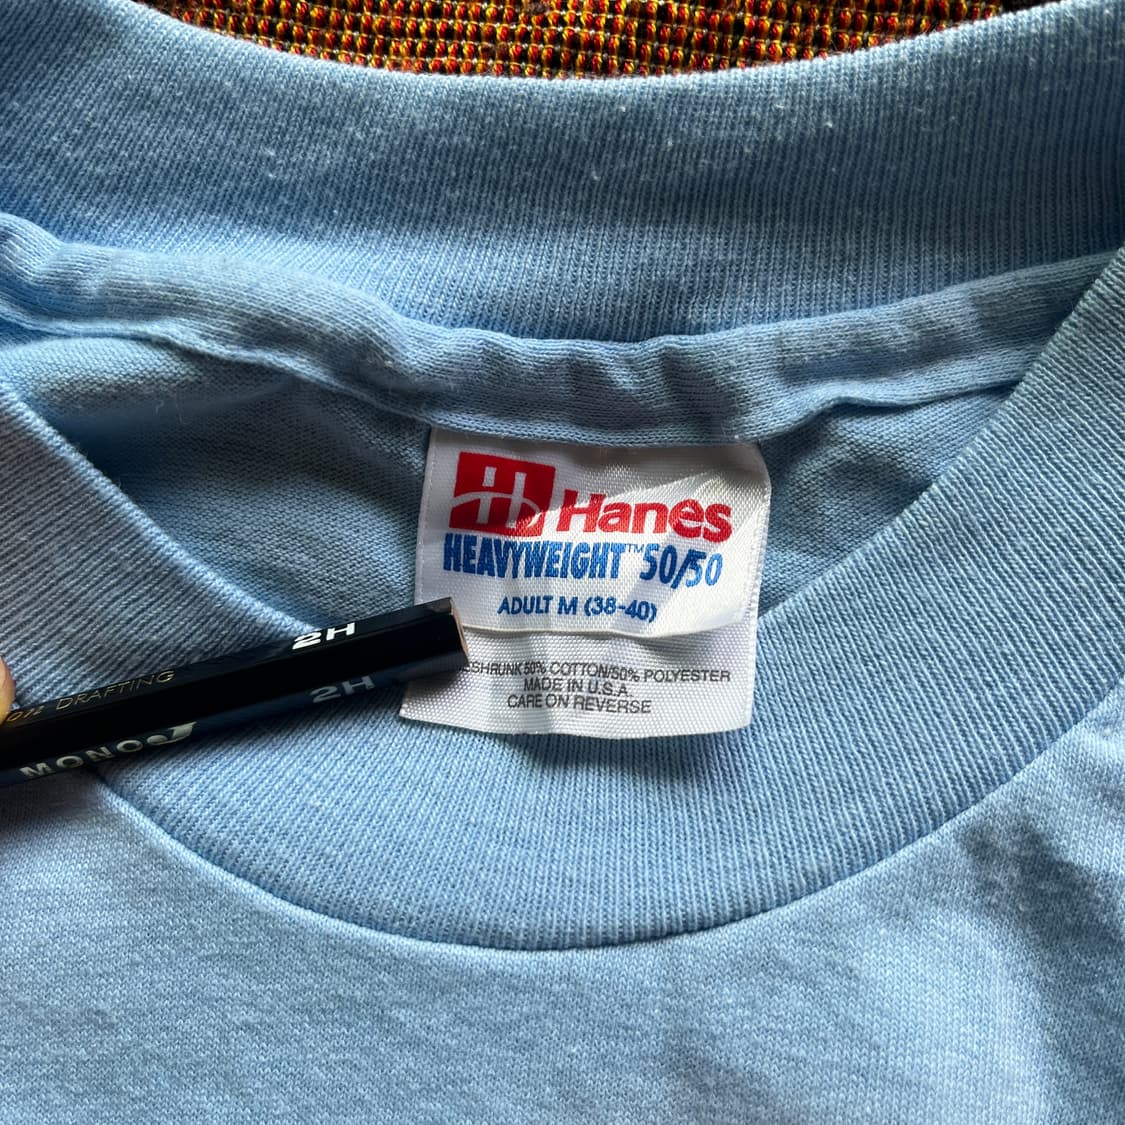 Hanes
HEAVYWEIGHT™ 50/50
ADULT M (38-40)
50% COTTON/50% POLYESTER
MADE IN U.S.A.
CARE ON REVERSE
2H
2H
DRAFTING
MONO J